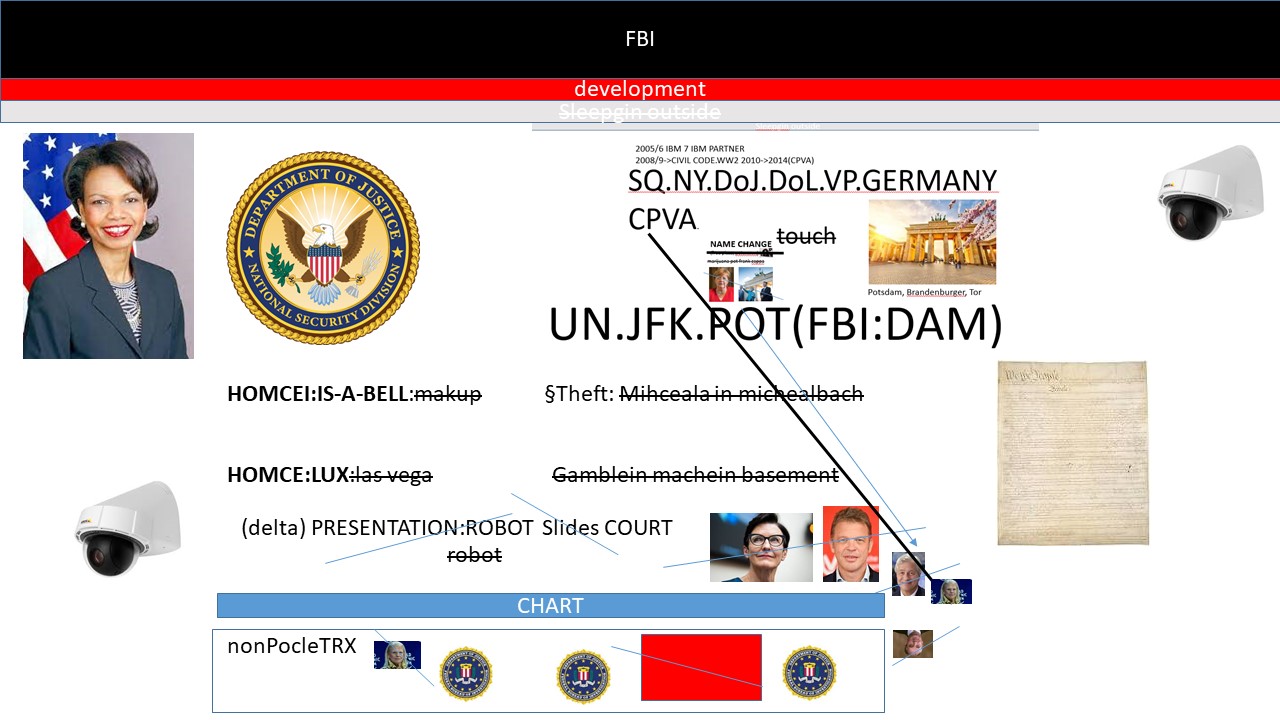 FBI
development
Sleepgin outside
2005/6 IBM 7 IBM PARTNER
2008/9->CIVIL CODE.WW2 2010->2014(CPVA)
SQ.NY.DoJ.DoL.VP.GERMANY
CPVA
touch
NAME CHANGE
DEPARTMENT OF JUSTICE
NATIONAL SECURITY DIVISION
Potsdam, Brandenburger, Tor
UN.JFK.POT(FBI:DAM)
We the People
HOMCEI:IS-A-BELL:makup
§Theft: Mihceala in michealbach
HOMCE:LUX:las vega
Gamblein machein basement
(delta) PRESENTATION:ROBOT Slides COURT
robot
CHART
nonPocleTRX